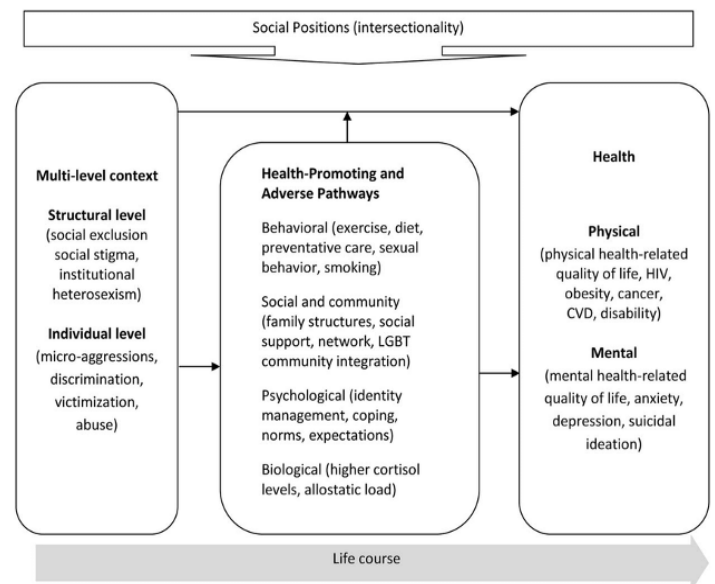 Social Positions (intersectionality)
Multi-level context
Structural level
(social exclusion
social stigma,
institutional
heterosexism)
Individual level
(micro-aggressions,
discrimination,
victimization,
abuse)
Health-Promoting and
Adverse Pathways
Behavioral (exercise, diet,
preventative care, sexual
behavior, smoking)
Social and community
(family structures, social
support, network, LGBT
community integration)
Psychological (identity
management, coping,
norms, expectations)
Biological (higher cortisol
levels, allostatic load)
Health
Physical
(physical health-related
quality of life, HIV,
obesity, cancer,
CVD, disability)
Mental
(mental health-related
quality of life, anxiety,
depression, suicidal
ideation)
Life course